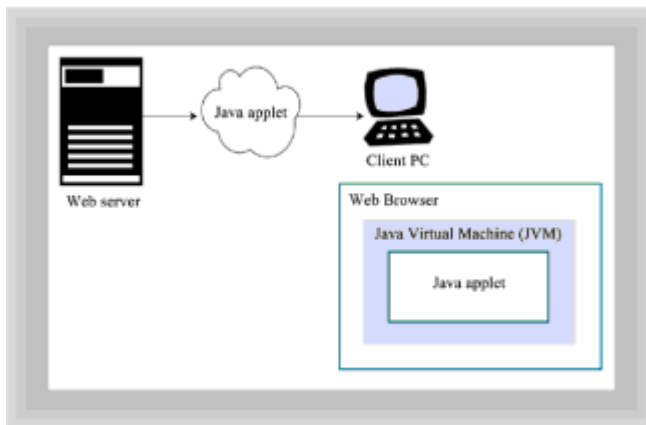 Java applet
Client PC
Web server
Web Browser
Java Virtual Machine (JVM)
Java applet